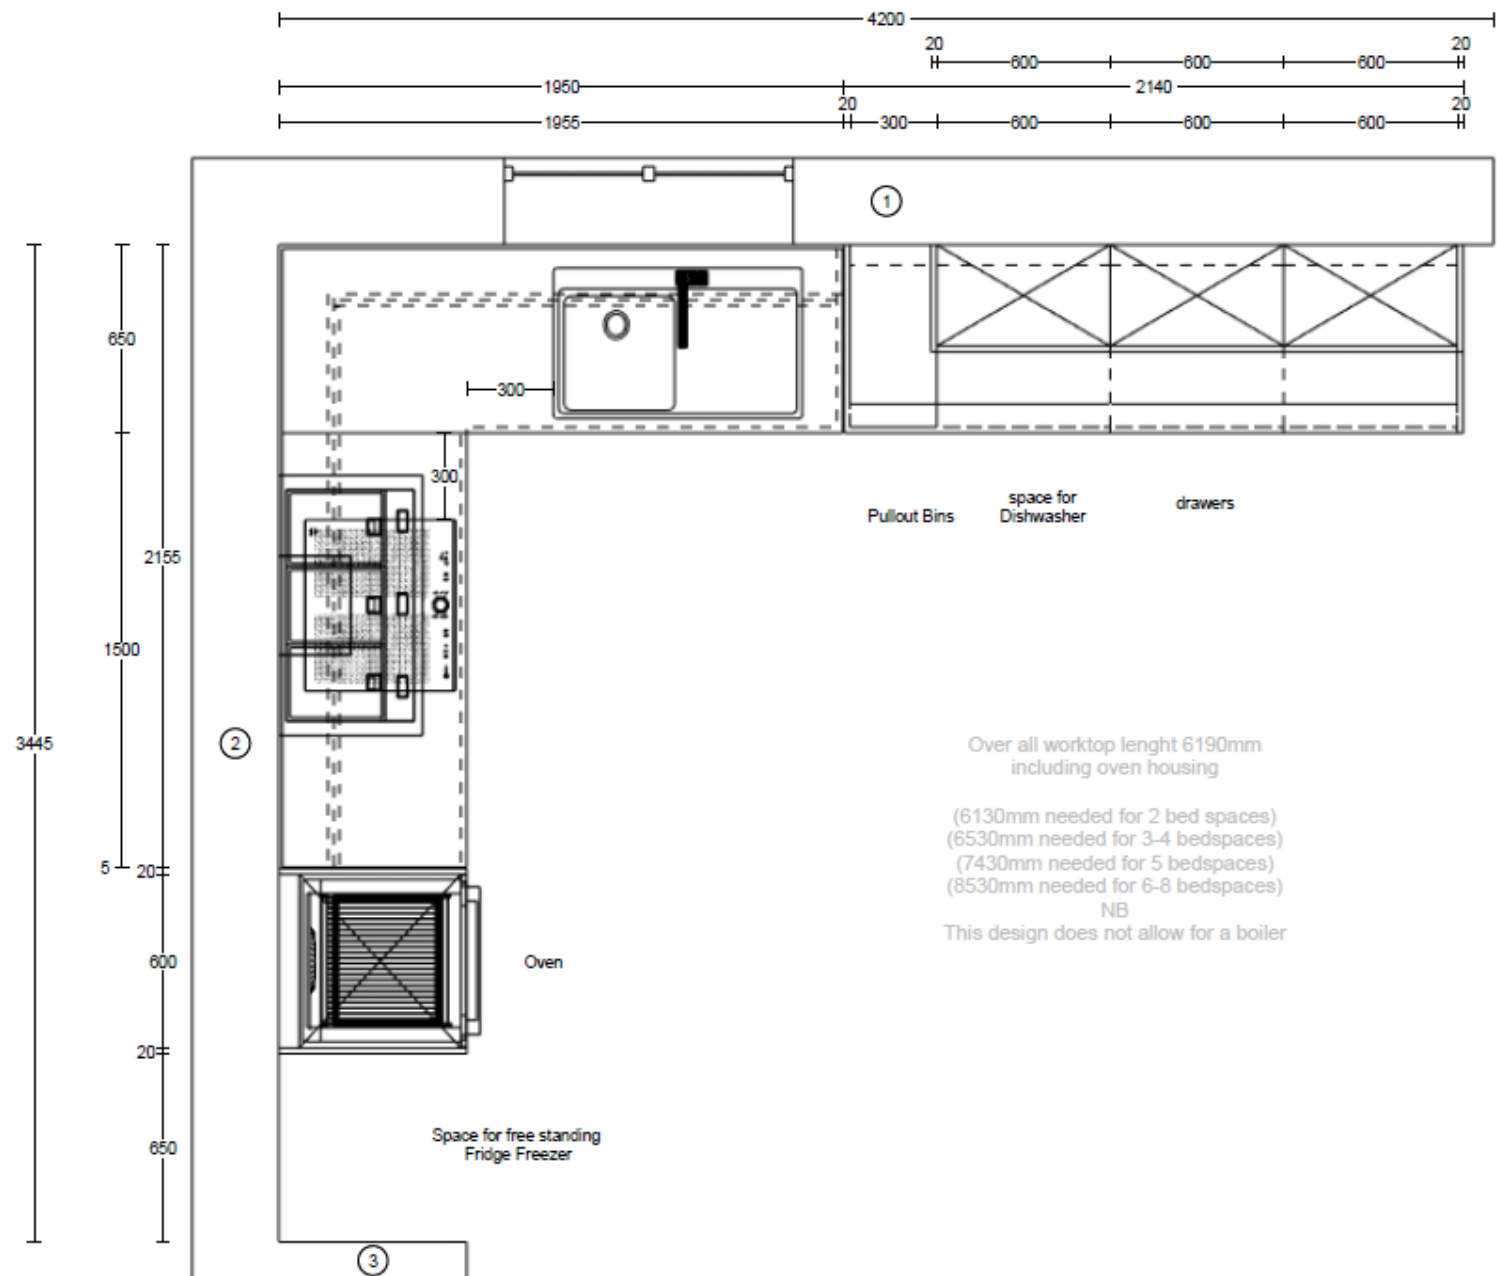 4200
20
20
600
600
600
1950
2140
20
20
1955
300
600
600
600
1
650
300
300
Pullout Bins
space for
Dishwasher
drawers
2155
1500
3445
2
Over all worktop lenght 6190mm
including oven housing
(6130mm needed for 2 bed spaces)
(6530mm needed for 3-4 bedspaces)
(7430mm needed for 5 bedspaces)
(8530mm needed for 6-8 bedspaces)
NB
This design does not allow for a boiler
5
20
600
Oven
20
650
Space for free standing
Fridge Freezer
3